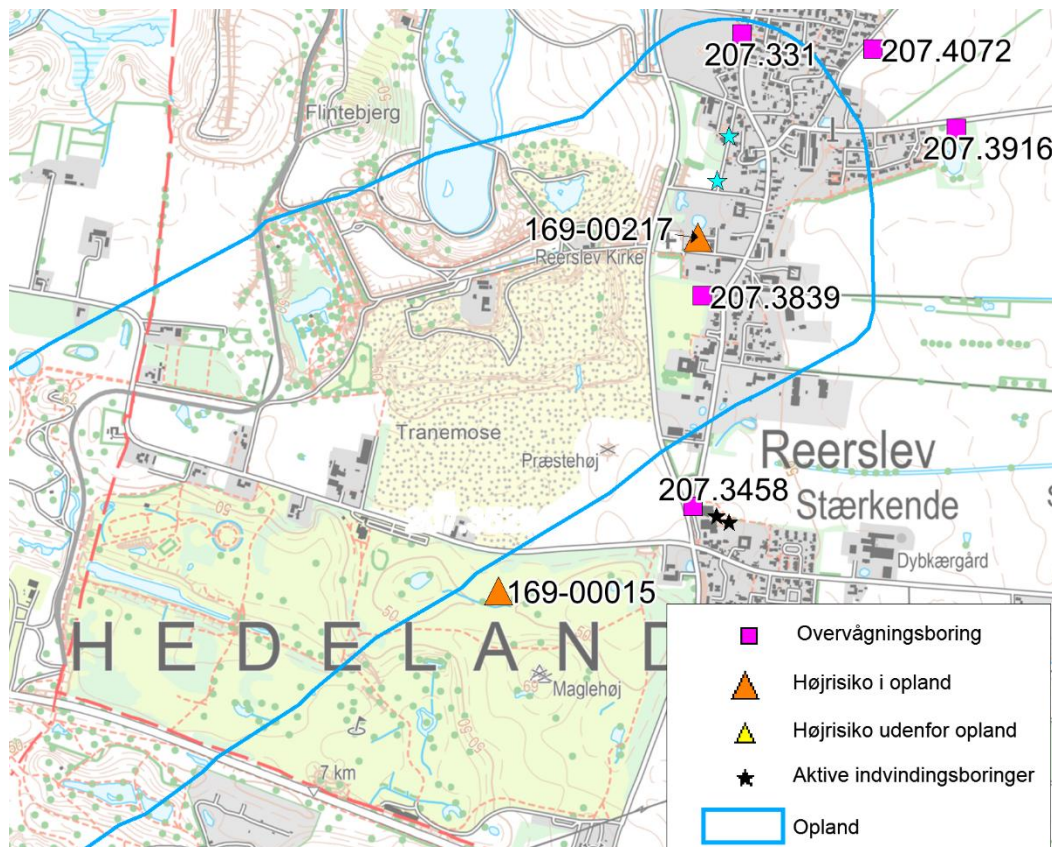 207.331
207.4072
Flintebjerg
207.3916
169-00217
Reerslev Kirke
207.3839
Tranemose
Præstehøj
Reerslev
207.3458
Stærkende
Dybkærgård
169-00015
HEDELAND
Maglehøj
7 km
Overvågningsboring
Højrisiko i opland
Højrisiko udenfor opland
Aktive indvindingsboringer
Opland